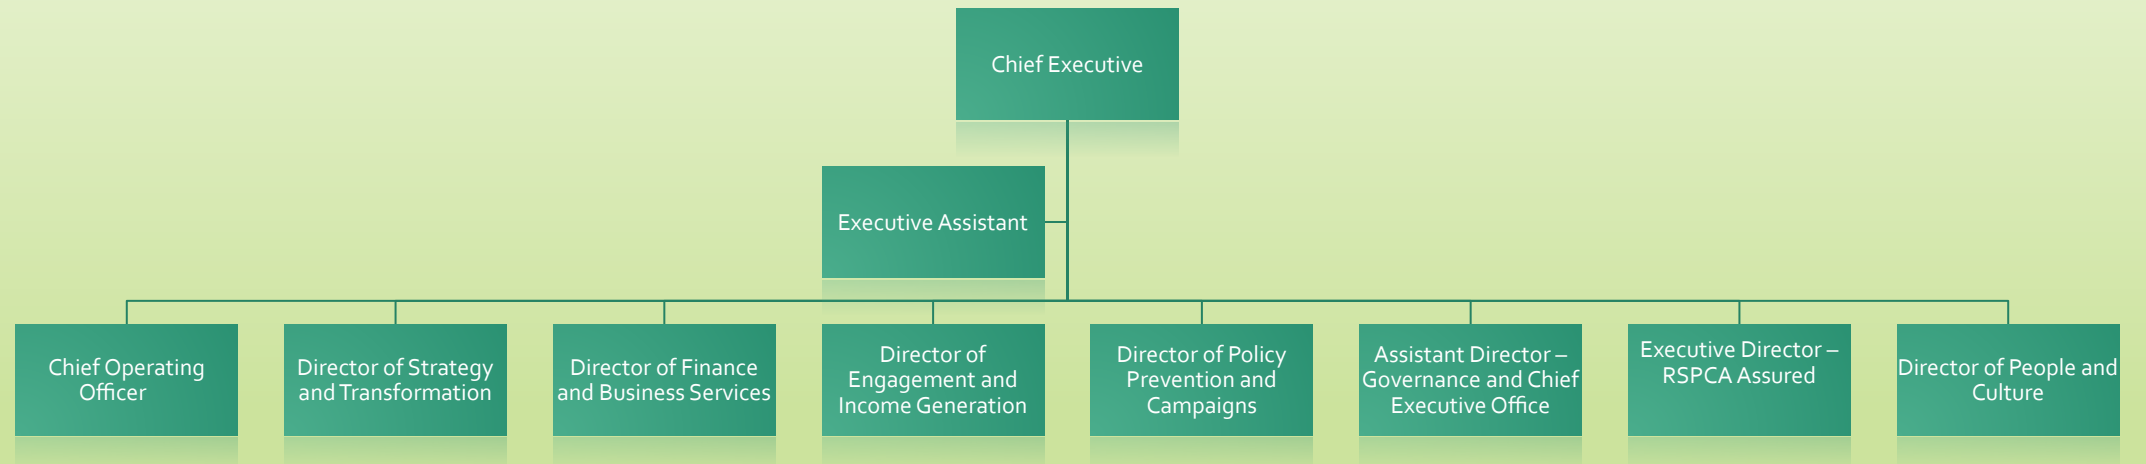 Chief Executive
Executive Assistant
Chief Operating
Officer
Director of Strategy
and Transformation
Director of Finance
and Business Services
Director of
Engagement and
Income Generation
Director of Policy
Prevention and
Campaigns
Assistant Director –
Governance and Chief
Executive Office
Executive Director –
RSPCA Assured
Director of People and
Culture